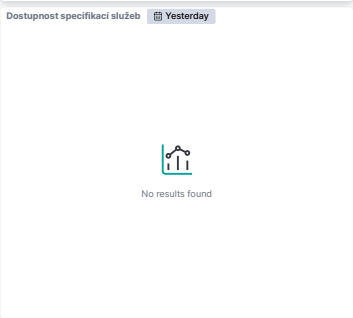 Dostupnost specifikací služeb Yesterday
No results found